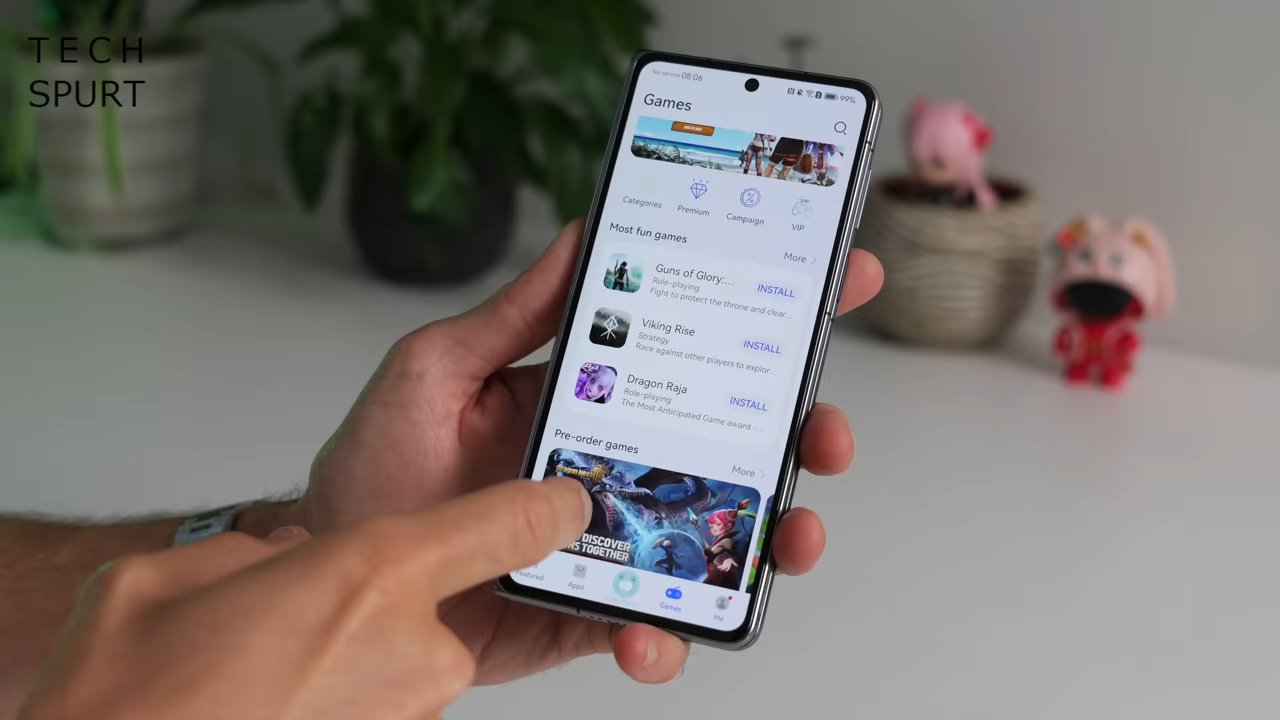 TECH
SPURT
No service 08:06
99%
Games
Categories
Premium
Campaign
VIP
VIP
Most fun games
More
Guns of Glory:...
Role-playing
Fight to protect the throne and clear...
INSTALL
Viking Rise
Strategy
Race against other players to explor...
INSTALL
Dragon Raja
Role-playing
The Most Anticipated Game award -...
INSTALL
Pre-order games
More
DISCOVER
TOGETHER
Featured
Apps
Games
Me